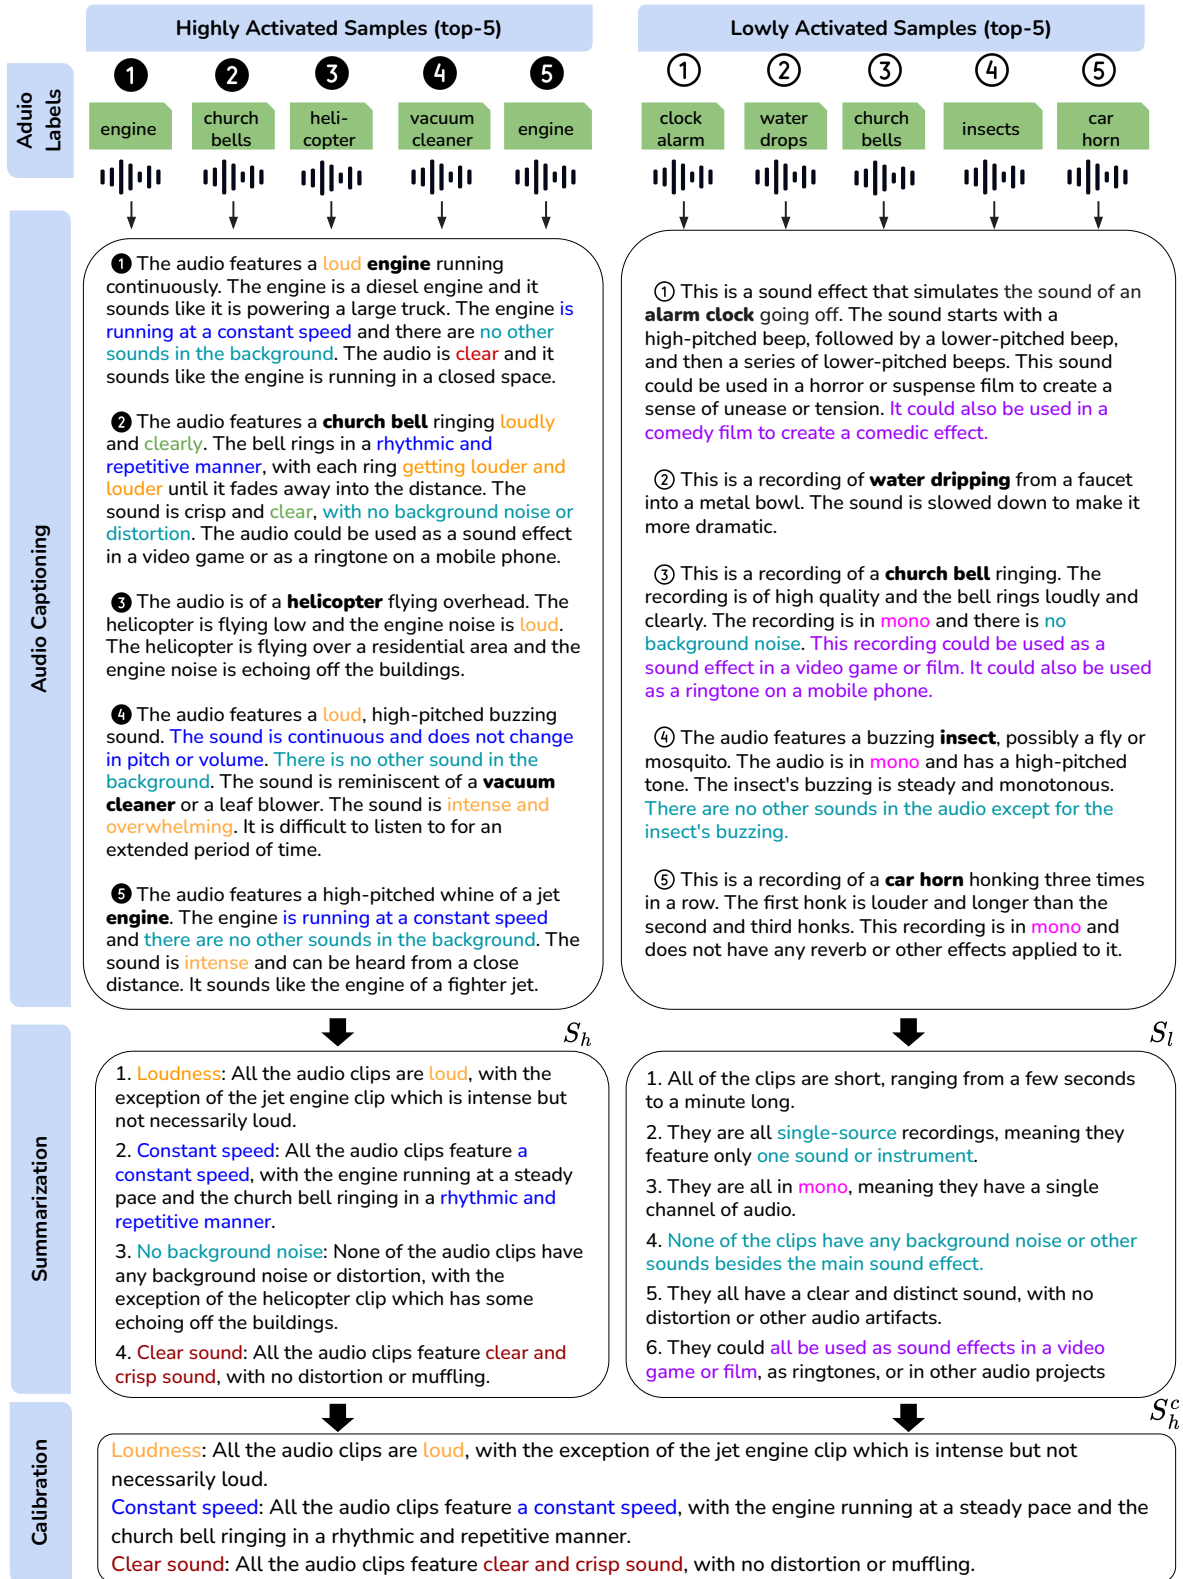 Highly Activated Samples (top-5)
Lowly Activated Samples (top-5)
Aduio
Labels
1
2
3
4
5
1
2
3
4
5
engine
church
bells
heli-
copter
vacuum
cleaner
engine
clock
alarm
water
drops
church
bells
insects
car
horn
Audio Captioning
1 The audio features a loud engine running
continuously. The engine is a diesel engine and it
sounds like it is powering a large truck. The engine is
running at a constant speed and there are no other
sounds in the background. The audio is clear and it
sounds like the engine is running in a closed space.
2 The audio features a church bell ringing loudly
and clearly. The bell rings in a rhythmic and
repetitive manner, with each ring getting louder and
louder until it fades away into the distance. The
sound is crisp and clear, with no background noise or
distortion. The audio could be used as a sound effect
in a video game or as a ringtone on a mobile phone.
3 The audio is of a helicopter flying overhead. The
helicopter is flying low and the engine noise is loud.
The helicopter is flying over a residential area and the
engine noise is echoing off the buildings.
4 The audio features a loud, high-pitched buzzing
sound. The sound is continuous and does not change
in pitch or volume. There is no other sound in the
background. The sound is reminiscent of a vacuum
cleaner or a leaf blower. The sound is intense and
overwhelming. It is difficult to listen to for an
extended period of time.
5 The audio features a high-pitched whine of a jet
engine. The engine is running at a constant speed
and there are no other sounds in the background. The
sound is intense and can be heard from a close
distance. It sounds like the engine of a fighter jet.
1 This is a sound effect that simulates the sound of an
alarm clock going off. The sound starts with a
high-pitched beep, followed by a lower-pitched beep,
and then a series of lower-pitched beeps. This sound
could be used in a horror or suspense film to create a
sense of unease or tension. It could also be used in a
comedy film to create a comedic effect.
2 This is a recording of water dripping from a faucet
into a metal bowl. The sound is slowed down to make it
more dramatic.
3 This is a recording of a church bell ringing. The
recording is of high quality and the bell rings loudly and
clearly. The recording is in mono and there is no
background noise. This recording could be used as a
sound effect in a video game or film. It could also be used
as a ringtone on a mobile phone.
4 The audio features a buzzing insect, possibly a fly or
mosquito. The audio is in mono and has a high-pitched
tone. The insect's buzzing is steady and monotonous.
There are no other sounds in the audio except for the
insect's buzzing.
5 This is a recording of a car horn honking three times
in a row. The first honk is louder and longer than the
second and third honks. This recording is in mono and
does not have any reverb or other effects applied to it.
S_h
S_l
Summarization
1. Loudness: All the audio clips are loud, with the
exception of the jet engine clip which is intense but
not necessarily loud.
2. Constant speed: All the audio clips feature a
constant speed, with the engine running at a steady
pace and the church bell ringing in a rhythmic and
repetitive manner.
3. No background noise: None of the audio clips have
any background noise or distortion, with the
exception of the helicopter clip which has some
echoing off the buildings.
4. Clear sound: All the audio clips feature clear and
crisp sound, with no distortion or muffling.
1. All of the clips are short, ranging from a few seconds
to a minute long.
2. They are all single-source recordings, meaning they
feature only one sound or instrument.
3. They are all in mono, meaning they have a single
channel of audio.
4. None of the clips have any background noise or other
sounds besides the main sound effect.
5. They all have a clear and distinct sound, with no
distortion or other audio artifacts.
6. They could all be used as sound effects in a video
game or film, as ringtones, or in other audio projects
S_h^c
Calibration
Loudness: All the audio clips are loud, with the exception of the jet engine clip which is intense but not
necessarily loud.
Constant speed: All the audio clips feature a constant speed, with the engine running at a steady pace and the
church bell ringing in a rhythmic and repetitive manner.
Clear sound: All the audio clips feature clear and crisp sound, with no distortion or muffling.